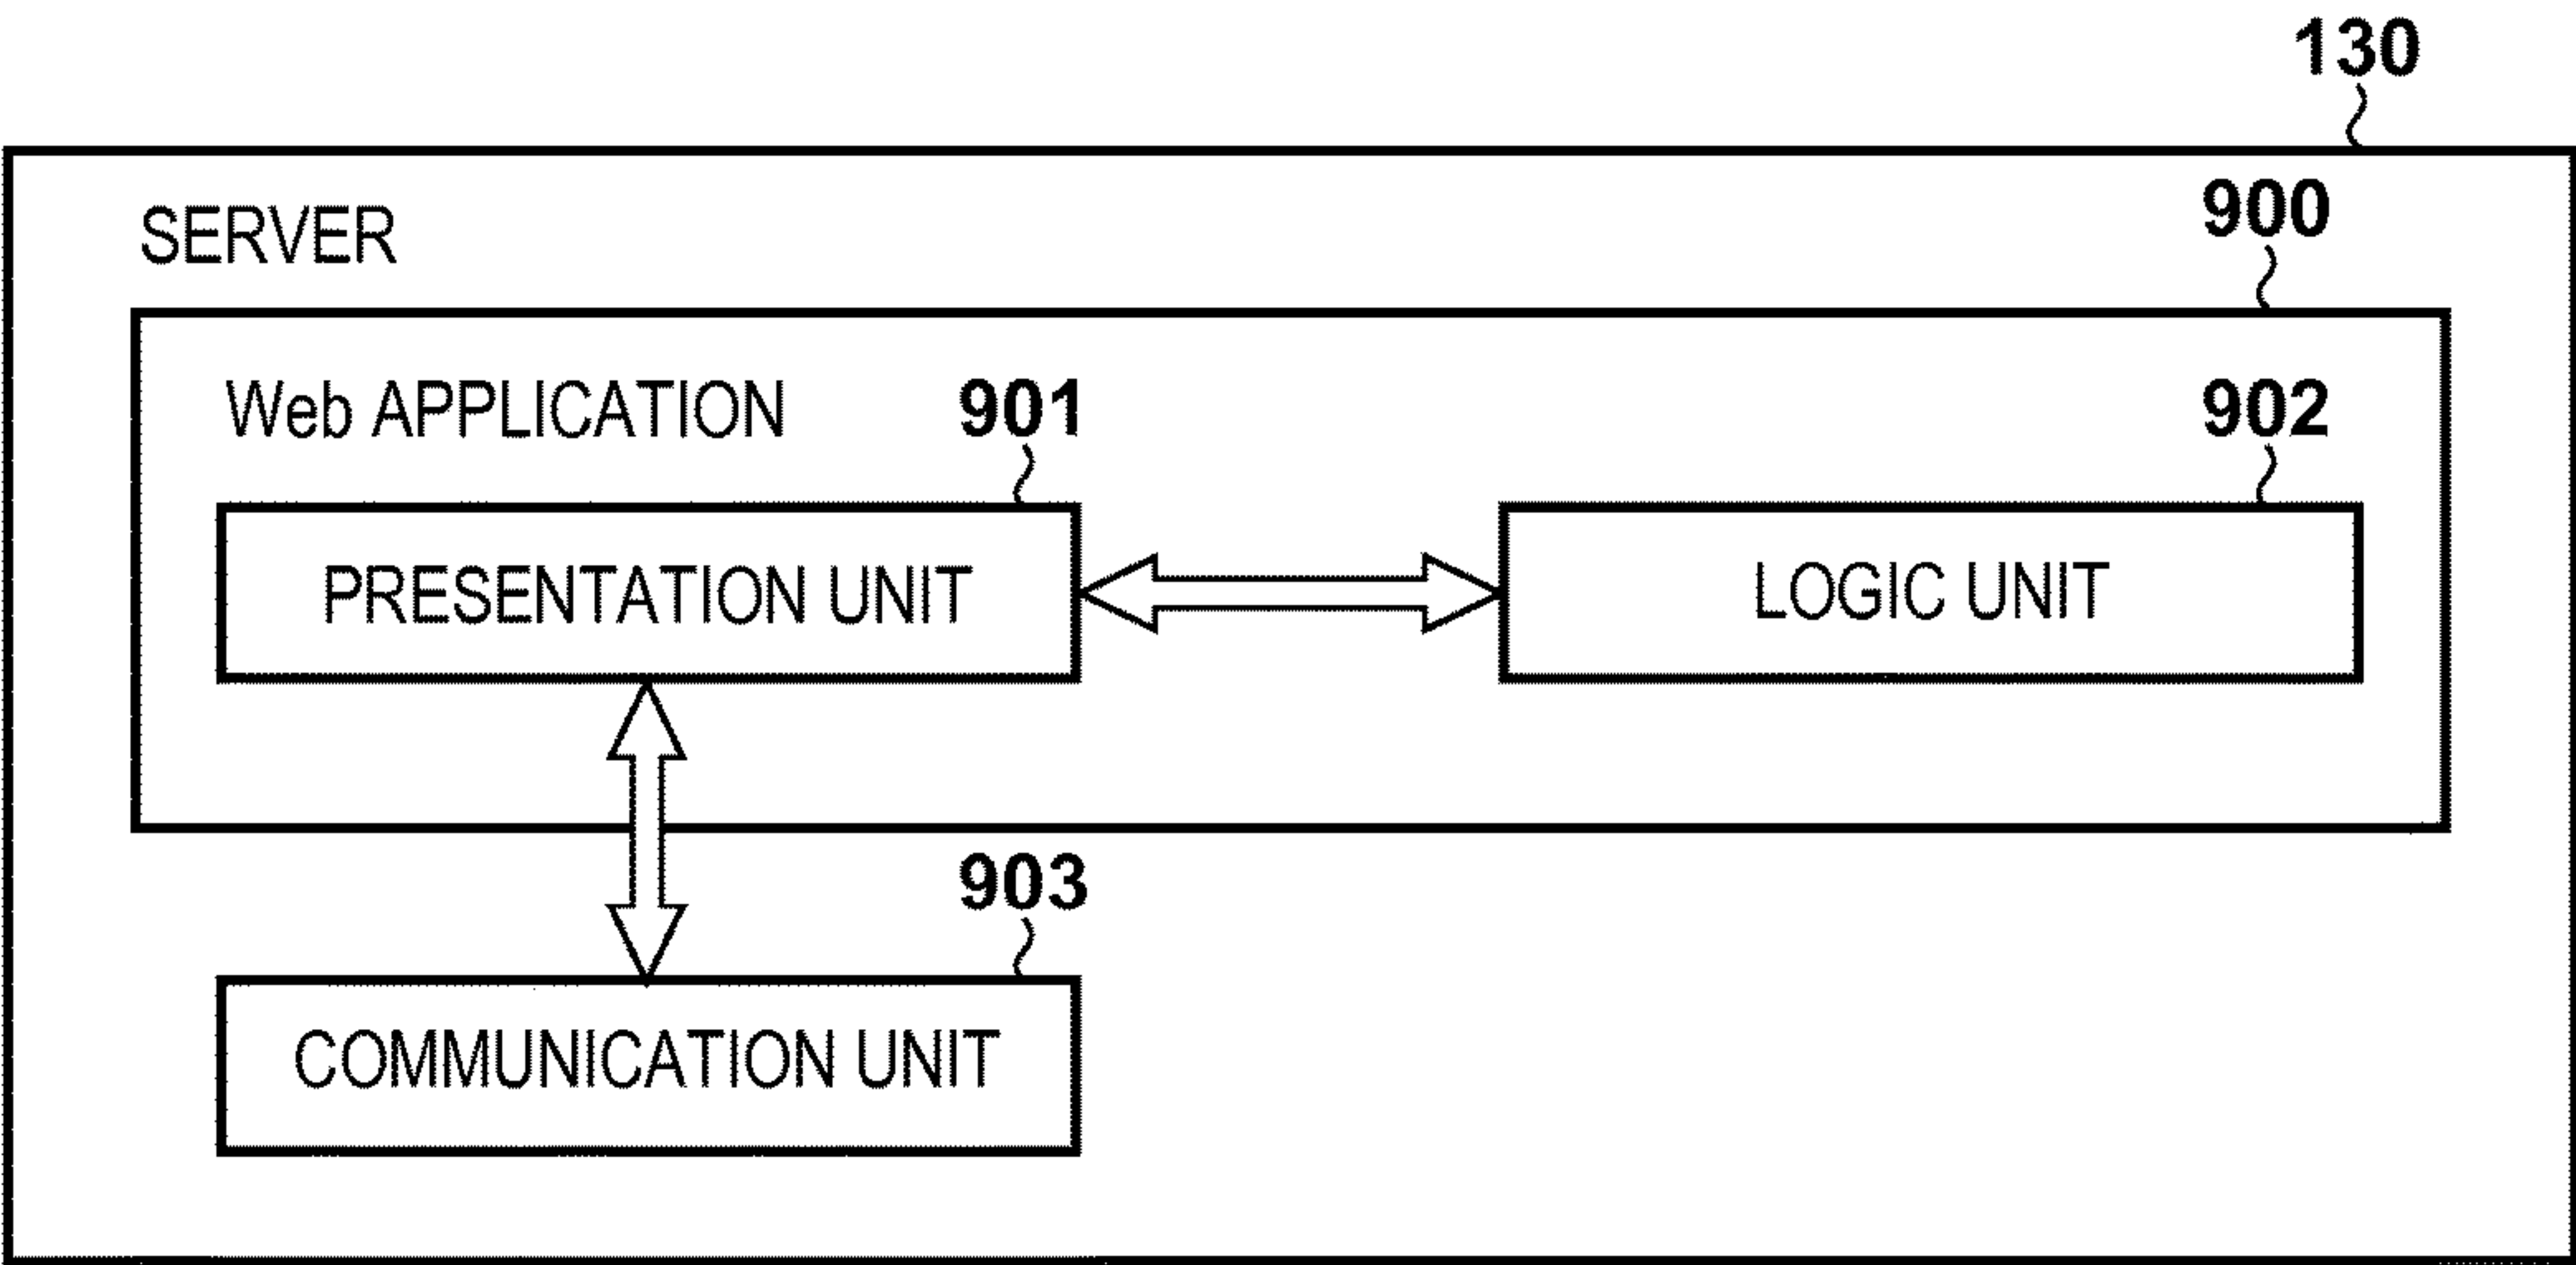 130
SERVER
900
Web APPLICATION
901
902
PRESENTATION UNIT
LOGIC UNIT
903
COMMUNICATION UNIT